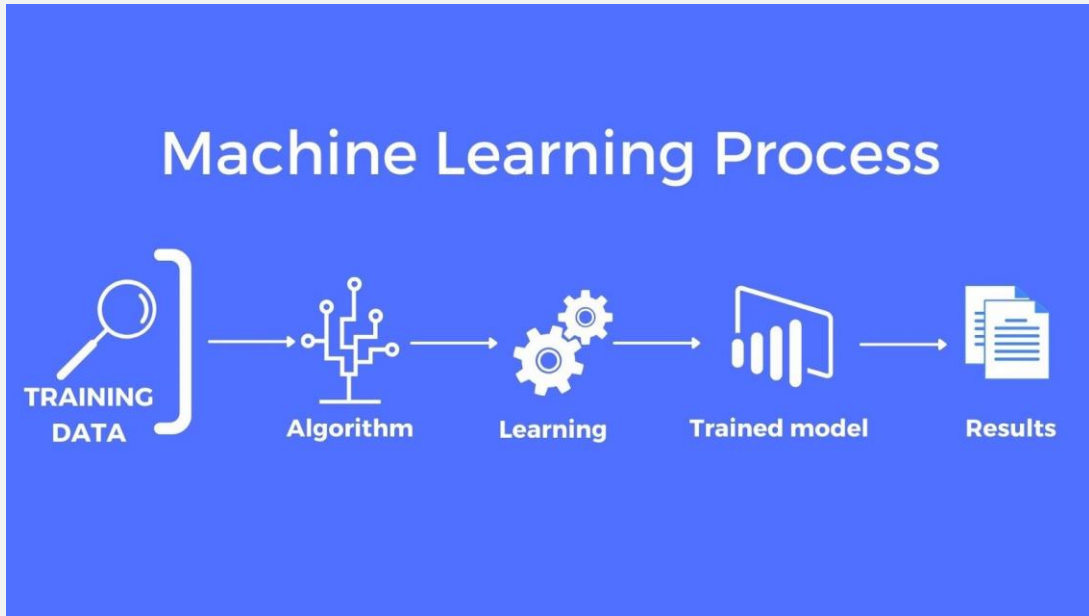 Machine Learning Process
TRAINING
DATA
Algorithm
Learning
Trained model
Results